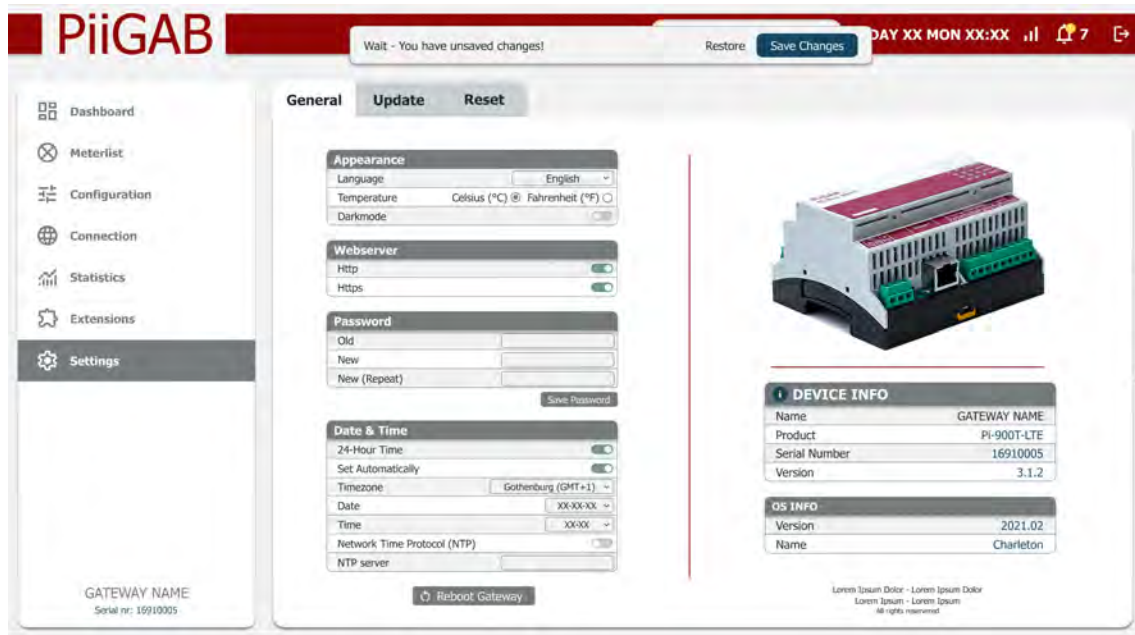 PiiGAB
Wait - You have unsaved changes!
Restore
Save Changes
DAY XX MON XX:XX
7
Dashboard
Meterlist
Configuration
Connection
Statistics
Extensions
Settings
GATEWAY NAME
Serial nr: 16910005
General
Update
Reset
Appearance
Language English
Temperature Celsius (°C) Fahrenheit (°F)
Darkmode
Webserver
Http
Https
Password
Old
New
New (Repeat)
Save Password
Date & Time
24-Hour Time
Set Automatically
Timezone Gothenburg (GMT+1)
Date XX-XX-XX
Time XX-XX
Network Time Protocol (NTP)
NTP server
Reboot Gateway
PiiGAB
DEVICE INFO
Name GATEWAY NAME
Product Pi-900T-LTE
Serial Number 16910005
Version 3.1.2
OS INFO
Version 2021.02
Name Charleton
Lorem Ipsum Dolor - Lorem Ipsum Dolor
Lorem Ipsum - Lorem Ipsum
All rights reserved